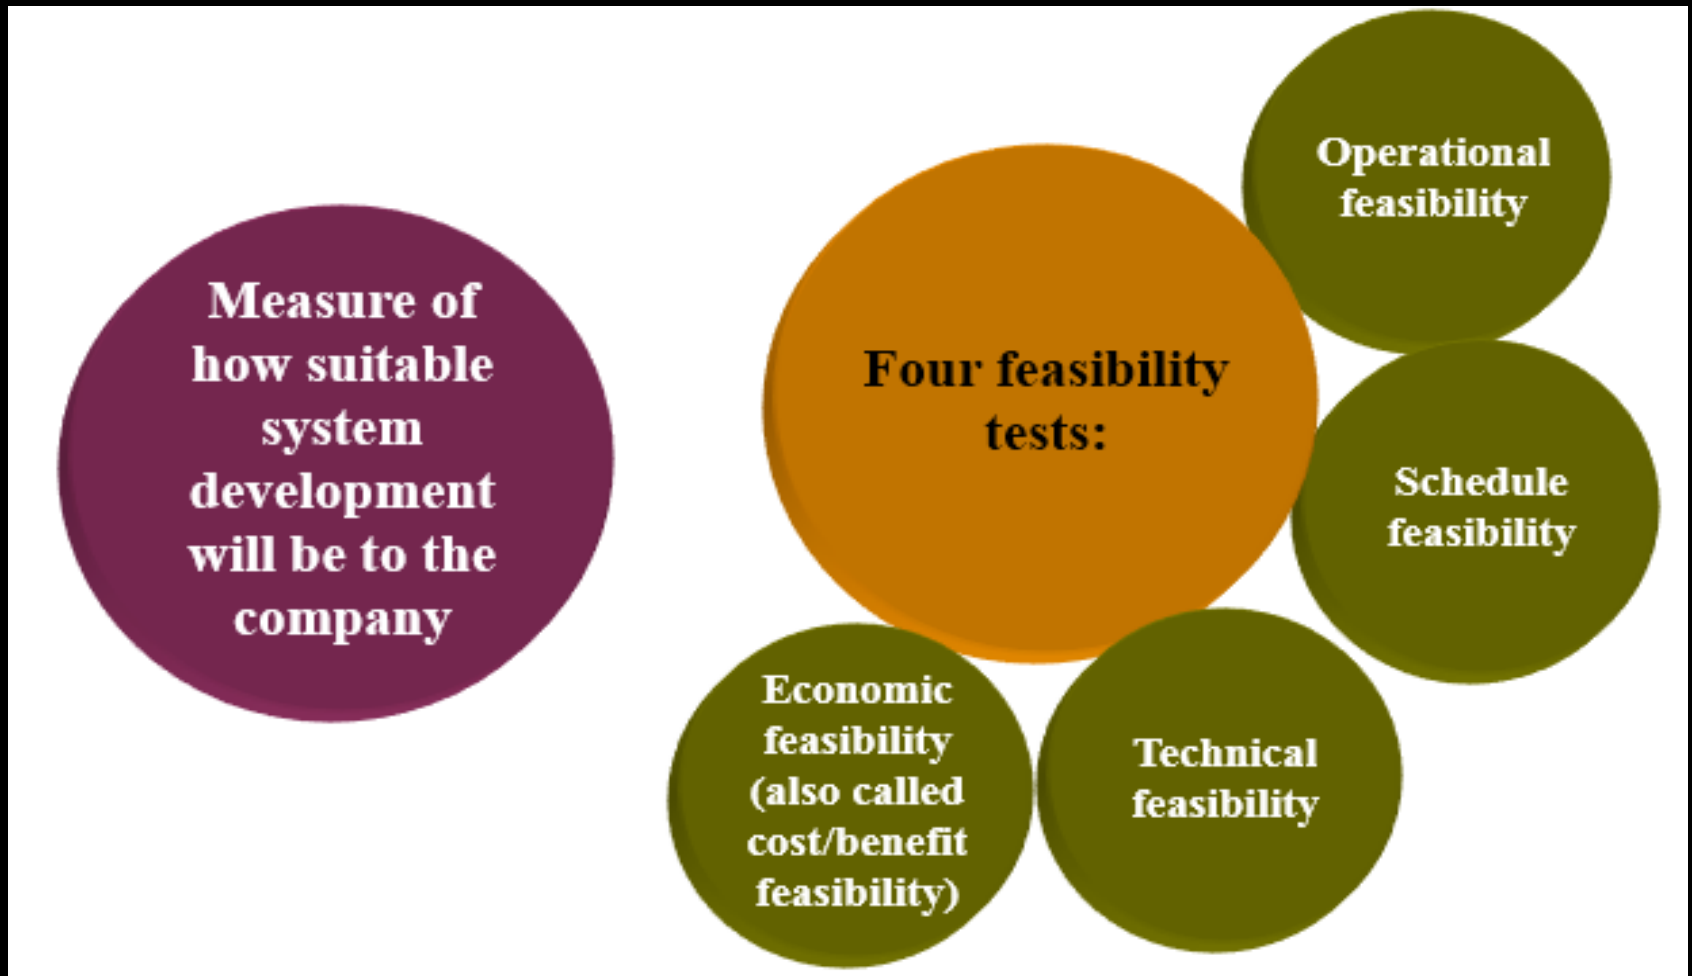 Measure of
how suitable
system
development
will be to the
company
Four feasibility
tests:
Operational
feasibility
Schedule
feasibility
Technical
feasibility
Economic
feasibility
(also called
cost/benefit
feasibility)